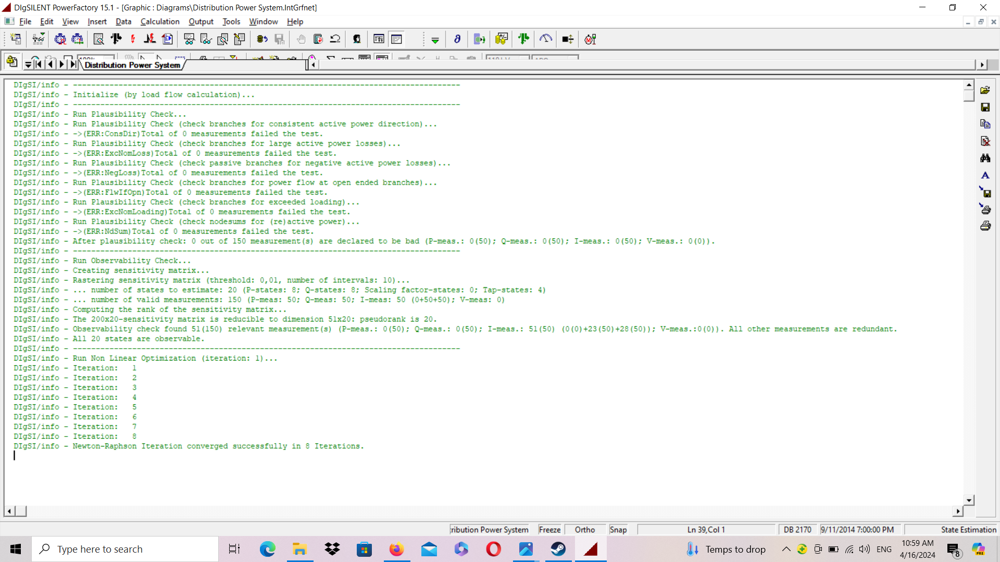 DIgSILENT PowerFactory 15.1 - [Graphic : Diagrams\Distribution Power System.IntGrfnet]
File Edit View Insert Data Calculation Output Tools Window Help
Distribution Power System
DIgSI/info - -------------------------------------------------------------------------------------
DIgSI/info - Initialize (by load flow calculation)...
DIgSI/info - -------------------------------------------------------------------------------------
DIgSI/info - Run Plausibility Check...
DIgSI/info - Run Plausibility Check (check branches for consistent active power direction)...
DIgSI/info - ->(ERR:ConsDir)Total of 0 measurements failed the test.
DIgSI/info - Run Plausibility Check (check branches for large active power losses)...
DIgSI/info - ->(ERR:ExcNomLoss)Total of 0 measurements failed the test.
DIgSI/info - Run Plausibility Check (check passive branches for negative active power losses)...
DIgSI/info - ->(ERR:NegLoss)Total of 0 measurements failed the test.
DIgSI/info - Run Plausibility Check (check branches for power flow at open ended branches)...
DIgSI/info - ->(ERR:FlwIfOpn)Total of 0 measurements failed the test.
DIgSI/info - Run Plausibility Check (check branches for exceeded loading)...
DIgSI/info - ->(ERR:ExcNomLoading)Total of 0 measurements failed the test.
DIgSI/info - Run Plausibility Check (check nodesums for (re)active power)...
DIgSI/info - ->(ERR:NdSum)Total of 0 measurements failed the test.
DIgSI/info - After plausibility check: 0 out of 150 measurement(s) are declared to be bad (P-meas.: 0(50); Q-meas.: 0(50); I-meas.: 0(50); V-meas.: 0(0)).
DIgSI/info - -------------------------------------------------------------------------------------
DIgSI/info - Run Observability Check...
DIgSI/info - Creating sensitivity matrix...
DIgSI/info - Rastering sensitivity matrix (threshold: 0,01, number of intervals: 10)...
DIgSI/info - ... number of states to estimate: 20 (P-states: 8; Q-states: 8; Scaling factor-states: 0; Tap-states: 4)
DIgSI/info - ... number of valid measurements: 150 (P-meas: 50; Q-meas: 50; I-meas: 50 (0+50+50); V-meas: 0)
DIgSI/info - Computing the rank of the sensitivity matrix...
DIgSI/info - The 200x20-sensitivity matrix is reducible to dimension 51x20: pseudorank is 20.
DIgSI/info - Observability check found 51(150) relevant measurement(s) (P-meas.: 0(50); Q-meas.: 0(50); I-meas.: 51(50) (0(0)+23(50)+28(50)); V-meas.:0(0)). All other measurements are redundant.
DIgSI/info - All 20 states are observable.
DIgSI/info - -------------------------------------------------------------------------------------
DIgSI/info - Run Non Linear Optimization (iteration: 1)...
DIgSI/info - Iteration: 1
DIgSI/info - Iteration: 2
DIgSI/info - Iteration: 3
DIgSI/info - Iteration: 4
DIgSI/info - Iteration: 5
DIgSI/info - Iteration: 6
DIgSI/info - Iteration: 7
DIgSI/info - Iteration: 8
DIgSI/info - Newton-Raphson Iteration converged successfully in 8 Iterations.
ribution Power System Freeze Ortho Snap Ln 39,Col 1 DB 2170 9/11/2014 7:00:00 PM State Estimation
Type here to search
Temps to drop
ENG
10:59 AM
4/16/2024
8
PRE